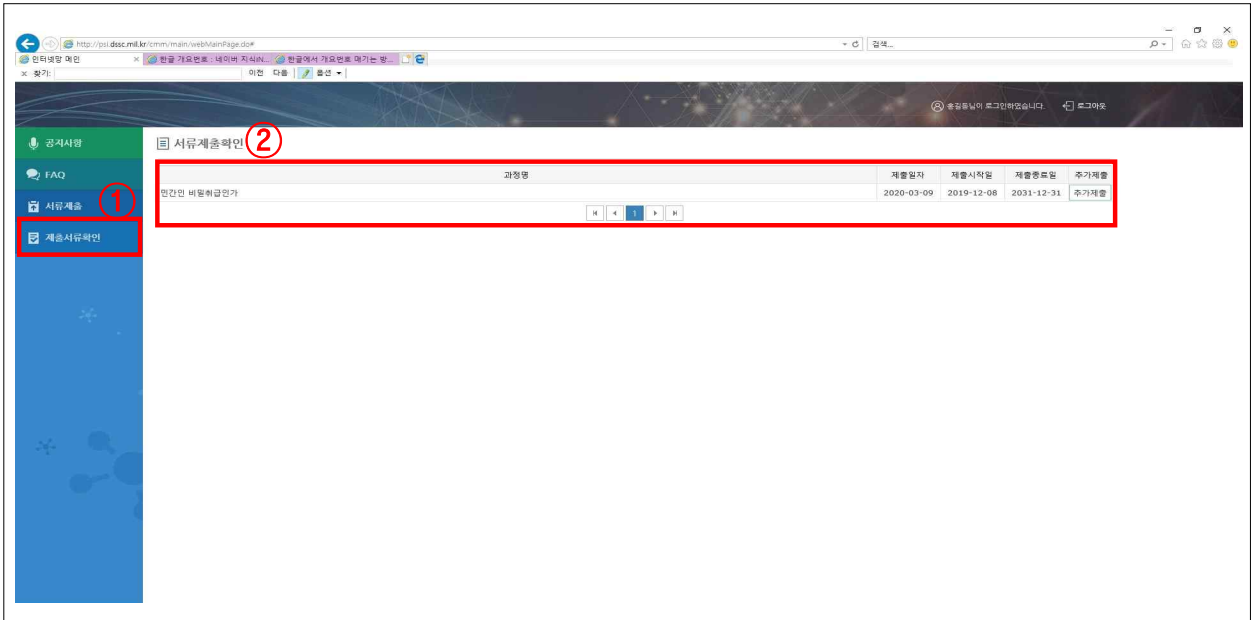 http://psi.dssc.mil.kr/cmm/main/webMainPage.do# 검색...
인터넷망 메인 × 한글 개요번호 : 네이버 지식iN... 한글에서 개요번호 매기는 방...
× 찾기: 이전 다음 옵션
홍길동님이 로그인하였습니다. 로그아웃
공지사항
FAQ
서류제출
① 제출서류확인
서류제출확인 ②
과정명 제출일자 제출시작일 제출종료일 추가제출
민간인 비밀취급인가 2020-03-09 2019-12-08 2031-12-31 추가제출
1